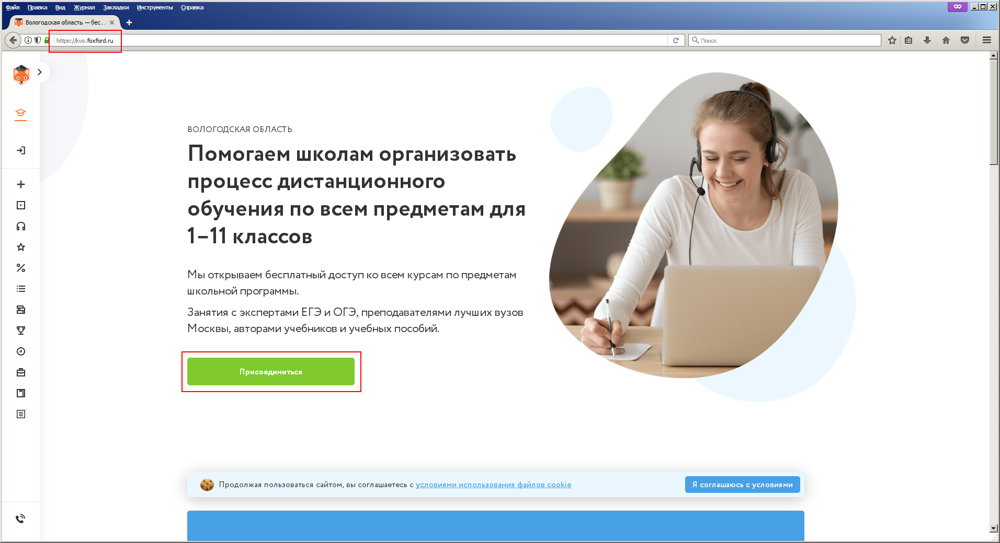 Файл Правка Вид Журнал Закладки Инструменты Справка
Вологодская область — бес...
https://kvo.foxford.ru
Поиск
ВОЛОГОДСКАЯ ОБЛАСТЬ
Помогаем школам организовать
процесс дистанционного
обучения по всем предметам для
1–11 классов
Мы открываем бесплатный доступ ко всем курсам по предметам
школьной программы.
Занятия с экспертами ЕГЭ и ОГЭ, преподавателями лучших вузов
Москвы, авторами учебников и учебных пособий.
Присоединиться
Продолжая пользоваться сайтом, вы соглашаетесь с условиями использования файлов cookie
Я соглашаюсь с условиями